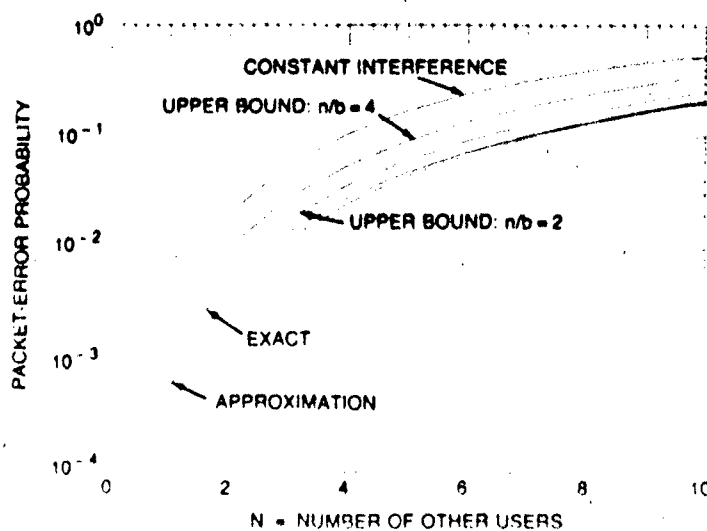 10⁰
CONSTANT INTERFERENCE
UPPER BOUND: n/b = 4
10⁻¹
UPPER BOUND: n/b = 2
10⁻²
EXACT
10⁻³
APPROXIMATION
10⁻⁴
PACKET-ERROR PROBABILITY
0 2 4 6 8 10
N = NUMBER OF OTHER USERS